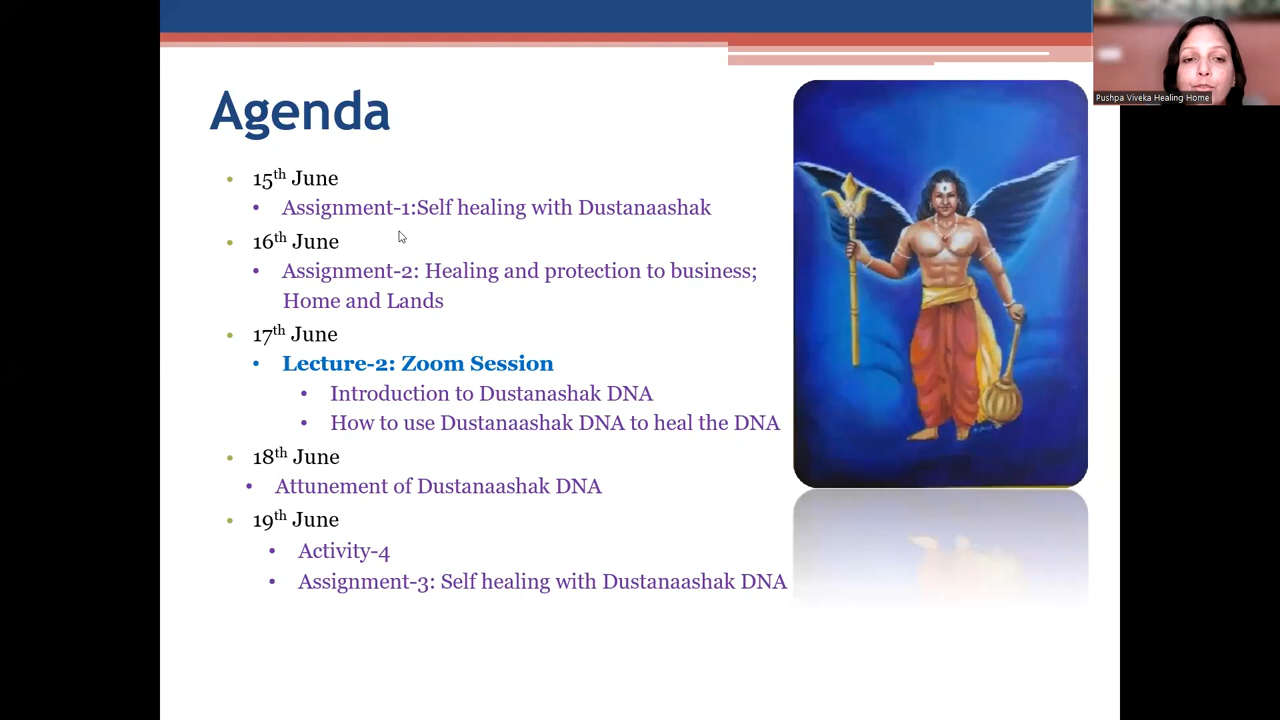 Pushpa Viveka Healing Home
Agenda
• 15th June
• Assignment-1:Self healing with Dustanaashak
• 16th June
• Assignment-2: Healing and protection to business;
Home and Lands
• 17th June
• Lecture-2: Zoom Session
• Introduction to Dustanashak DNA
• How to use Dustanaashak DNA to heal the DNA
• 18th June
• Attunement of Dustanaashak DNA
• 19th June
• Activity-4
• Assignment-3: Self healing with Dustanaashak DNA